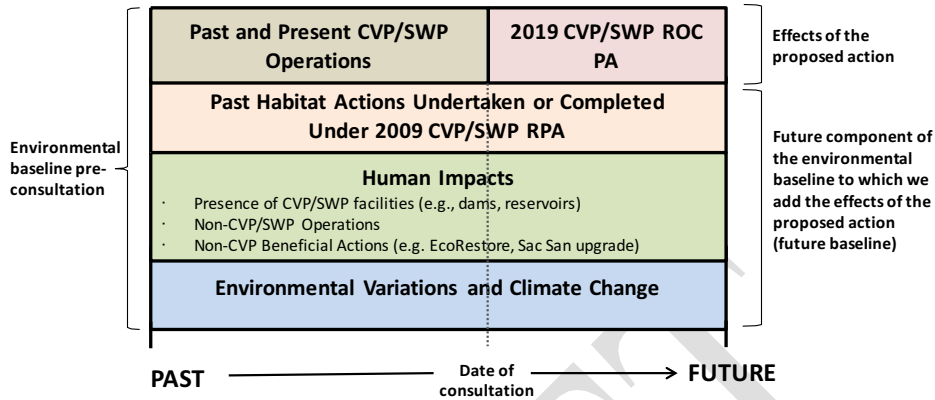 Past and Present CVP/SWP
Operations
2019 CVP/SWP ROC
PA
Effects of the
proposed action
Past Habitat Actions Undertaken or Completed
Under 2009 CVP/SWP RPA
Environmental
baseline pre-
consultation
Human Impacts
· Presence of CVP/SWP facilities (e.g., dams, reservoirs)
· Non-CVP/SWP Operations
· Non-CVP Beneficial Actions (e.g. EcoRestore, Sac San upgrade)
Future component of
the environmental
baseline to which we
add the effects of the
proposed action
(future baseline)
Environmental Variations and Climate Change
PAST
Date of
consultation
FUTURE